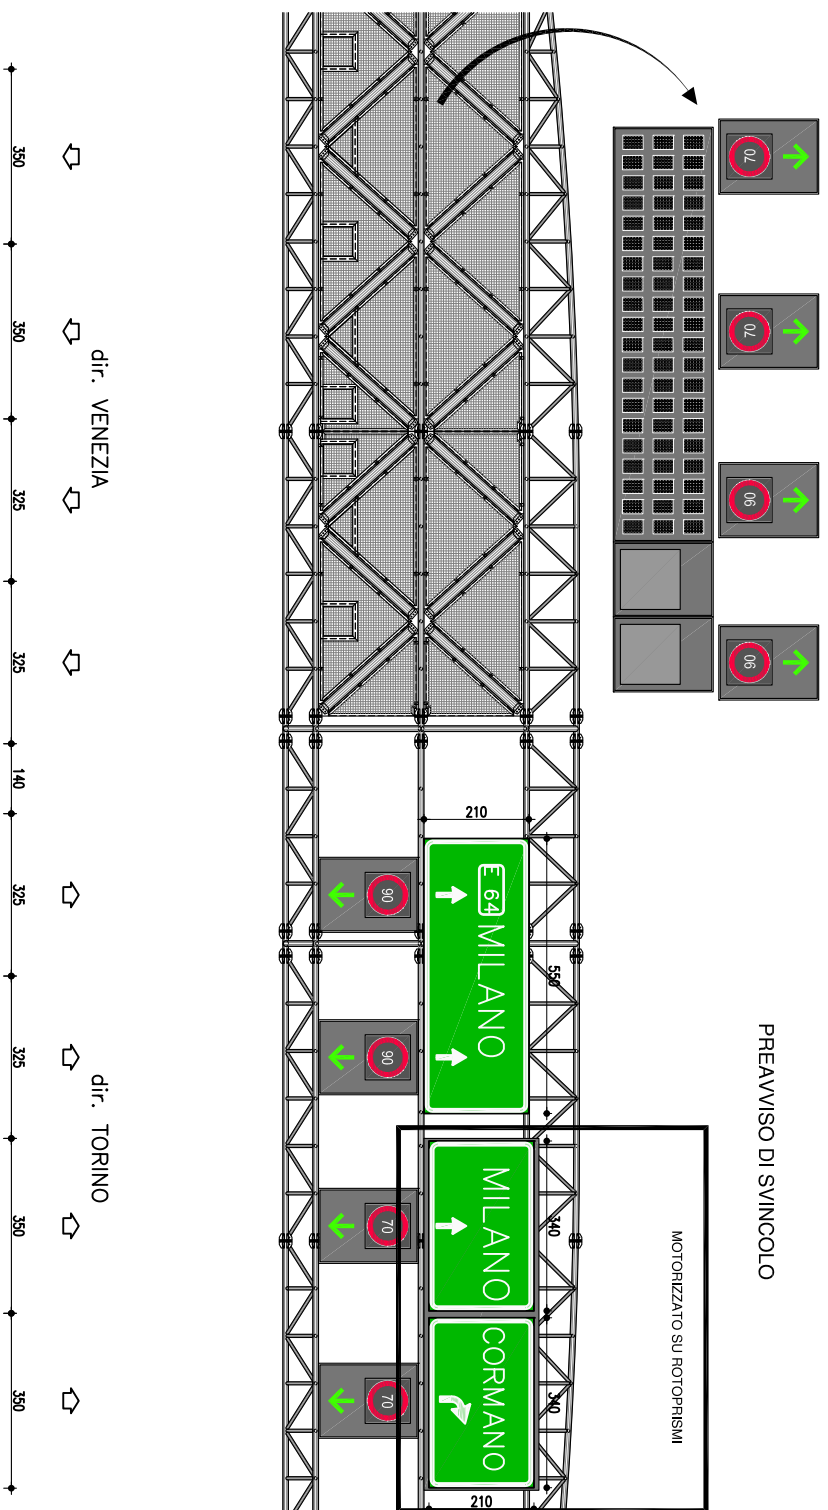 70 70 90 90
PREAVVISO DI SVINCOLO
MOTORIZZATO SU ROTOPRISMI
550 340 340
210
E 64 MILANO
MILANO
CORMANO
210
90 90 70 70
dir. VENEZIA
dir. TORINO
350 350 325 325 140 325 325 350 350